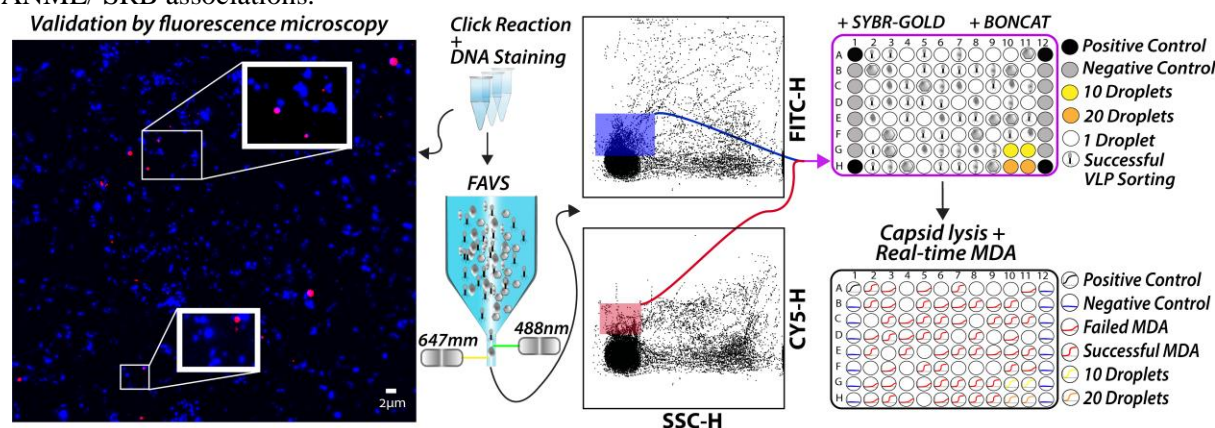 ANME/ SRB associations.
Validation by fluorescence microscopy
2µm
Click Reaction
+
DNA Staining
FAVS
647mm
488nm
FITC-H
CY5-H
SSC-H
+ SYBR-GOLD + BONCAT
1 2 3 4 5 6 7 8 9 10 11 12
A
B
C
D
E
F
G
H
Positive Control
Negative Control
10 Droplets
20 Droplets
1 Droplet
Successful
VLP Sorting
Capsid lysis +
Real-time MDA
1 2 3 4 5 6 7 8 9 10 11 12
A
B
C
D
E
F
G
H
Positive Control
Negative Control
Failed MDA
Successful MDA
10 Droplets
20 Droplets